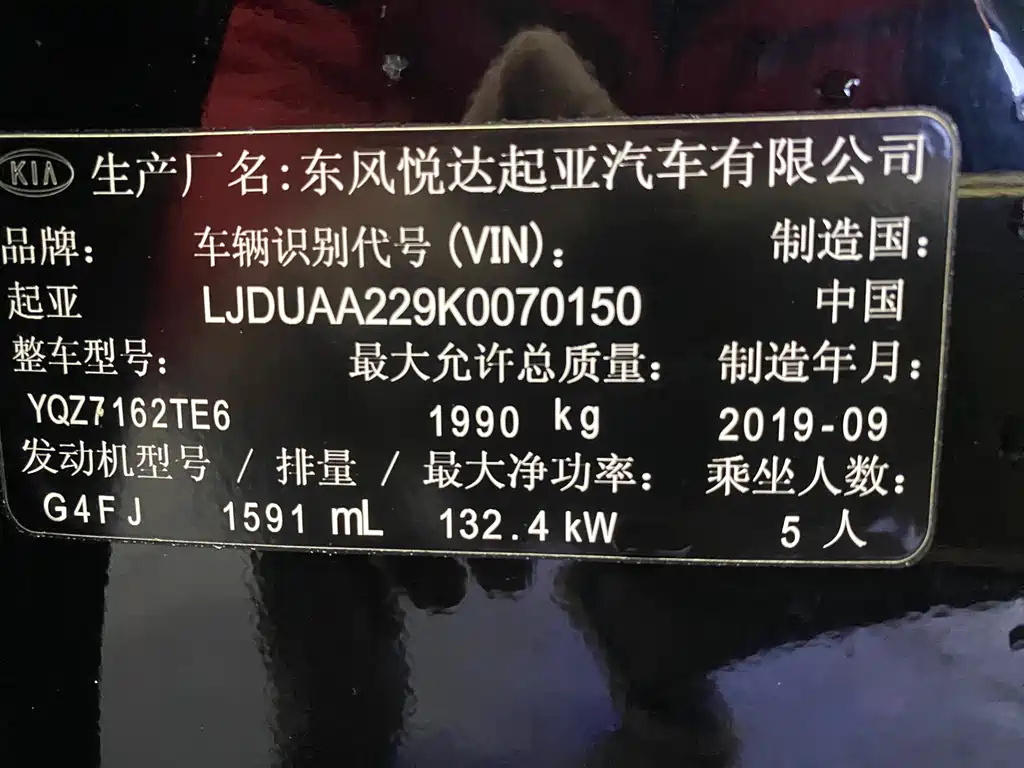 KIA 生产厂名:东风悦达起亚汽车有限公司
品牌: 车辆识别代号(VIN): 制造国:
起亚 LJDUAA229K0070150 中国
整车型号: 最大允许总质量: 制造年月:
YQZ7162TE6 1990 kg 2019-09
发动机型号 / 排量 / 最大净功率: 乘坐人数:
G4FJ 1591 mL 132.4 kW 5 人